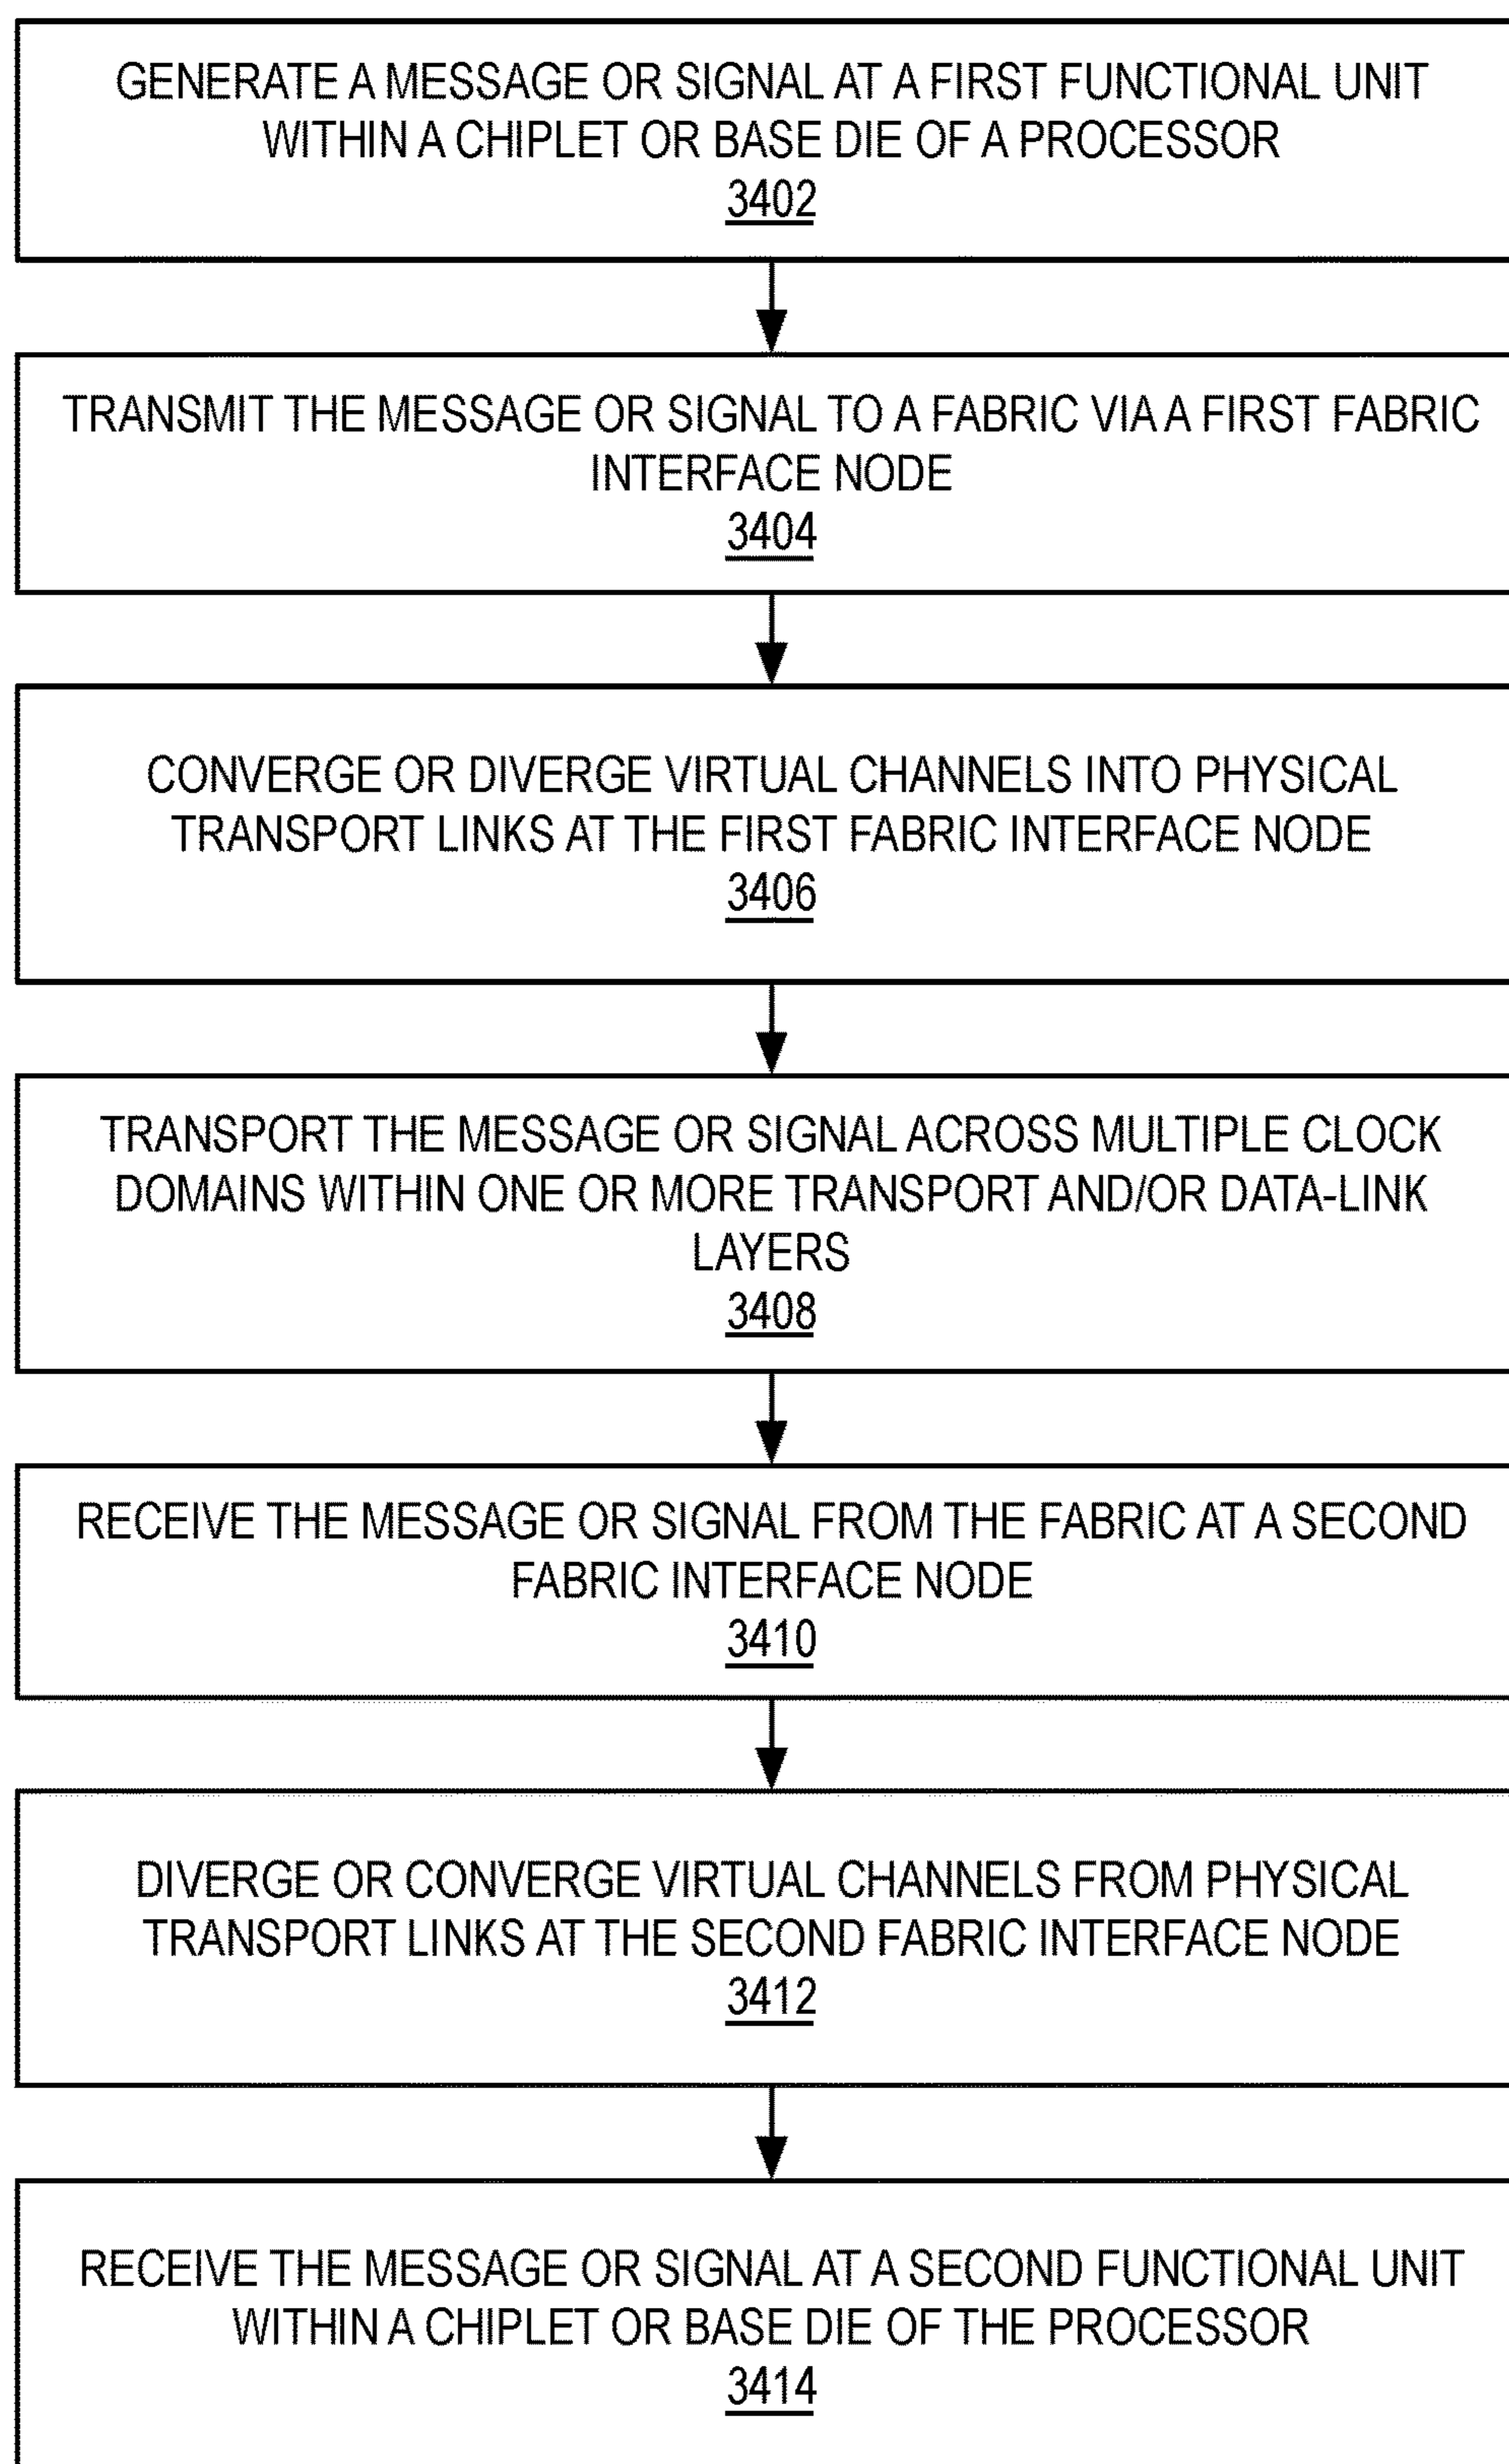 GENERATE A MESSAGE OR SIGNAL AT A FIRST FUNCTIONAL UNIT
WITHIN A CHIPLET OR BASE DIE OF A PROCESSOR
3402
TRANSMIT THE MESSAGE OR SIGNAL TO A FABRIC VIA A FIRST FABRIC
INTERFACE NODE
3404
CONVERGE OR DIVERGE VIRTUAL CHANNELS INTO PHYSICAL
TRANSPORT LINKS AT THE FIRST FABRIC INTERFACE NODE
3406
TRANSPORT THE MESSAGE OR SIGNAL ACROSS MULTIPLE CLOCK
DOMAINS WITHIN ONE OR MORE TRANSPORT AND/OR DATA-LINK
LAYERS
3408
RECEIVE THE MESSAGE OR SIGNAL FROM THE FABRIC AT A SECOND
FABRIC INTERFACE NODE
3410
DIVERGE OR CONVERGE VIRTUAL CHANNELS FROM PHYSICAL
TRANSPORT LINKS AT THE SECOND FABRIC INTERFACE NODE
3412
RECEIVE THE MESSAGE OR SIGNAL AT A SECOND FUNCTIONAL UNIT
WITHIN A CHIPLET OR BASE DIE OF THE PROCESSOR
3414